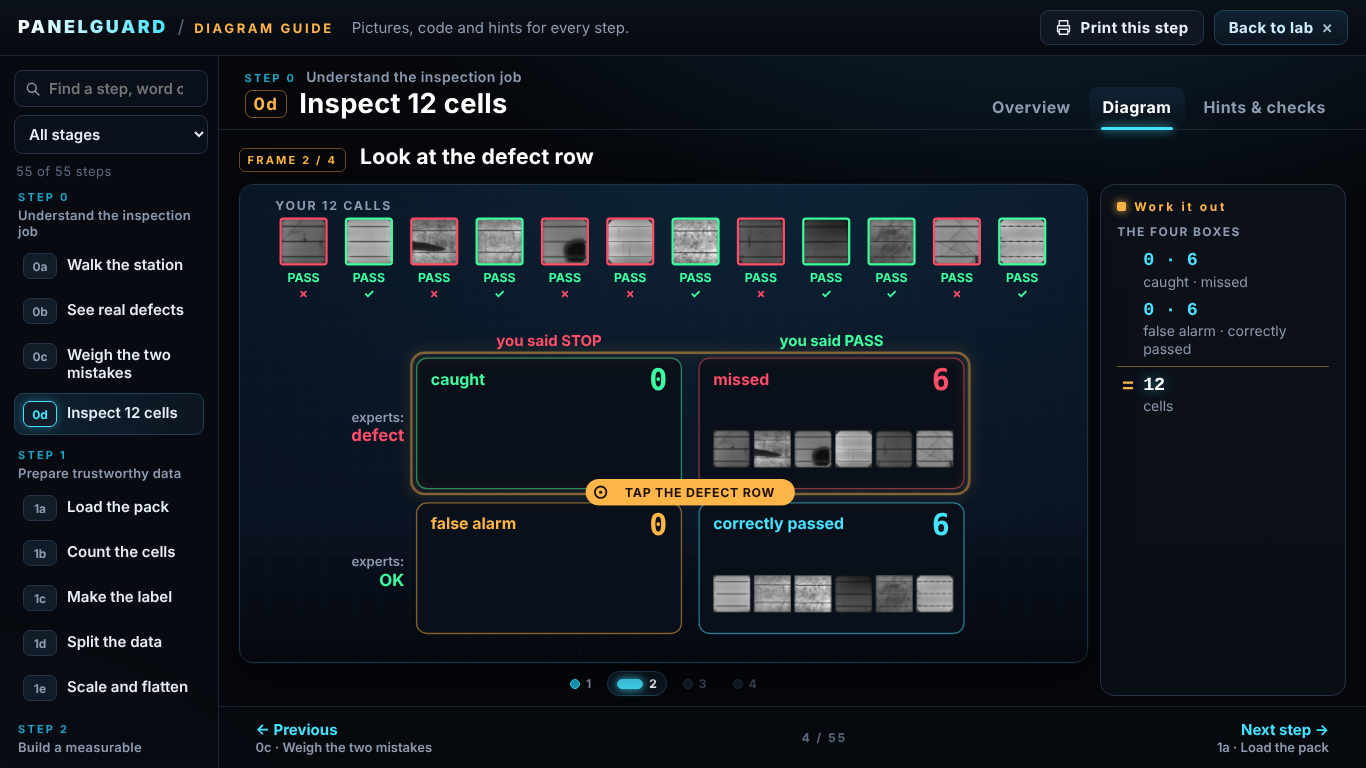 PANELGUARD / DIAGRAM GUIDE Pictures, code and hints for every step.
Print this step
Back to lab ×
Find a step, word c
All stages
55 of 55 steps
STEP 0
Understand the inspection
job
0a Walk the station
0b See real defects
0c Weigh the two
mistakes
0d Inspect 12 cells
STEP 1
Prepare trustworthy data
1a Load the pack
1b Count the cells
1c Make the label
1d Split the data
1e Scale and flatten
STEP 2
Build a measurable
STEP 0 Understand the inspection job
0d Inspect 12 cells
Overview
Diagram
Hints & checks
FRAME 2 / 4 Look at the defect row
YOUR 12 CALLS
PASS PASS PASS PASS PASS PASS PASS PASS PASS PASS PASS PASS
× ✓ × ✓ × × ✓ × ✓ ✓ × ✓
you said STOP you said PASS
caught 0
missed 6
experts:
defect
TAP THE DEFECT ROW
false alarm 0
correctly passed 6
experts:
OK
1 2 3 4
Work it out
THE FOUR BOXES
0 · 6
caught · missed
0 · 6
false alarm · correctly
passed
= 12
cells
← Previous
0c · Weigh the two mistakes
4 / 55
Next step →
1a · Load the pack